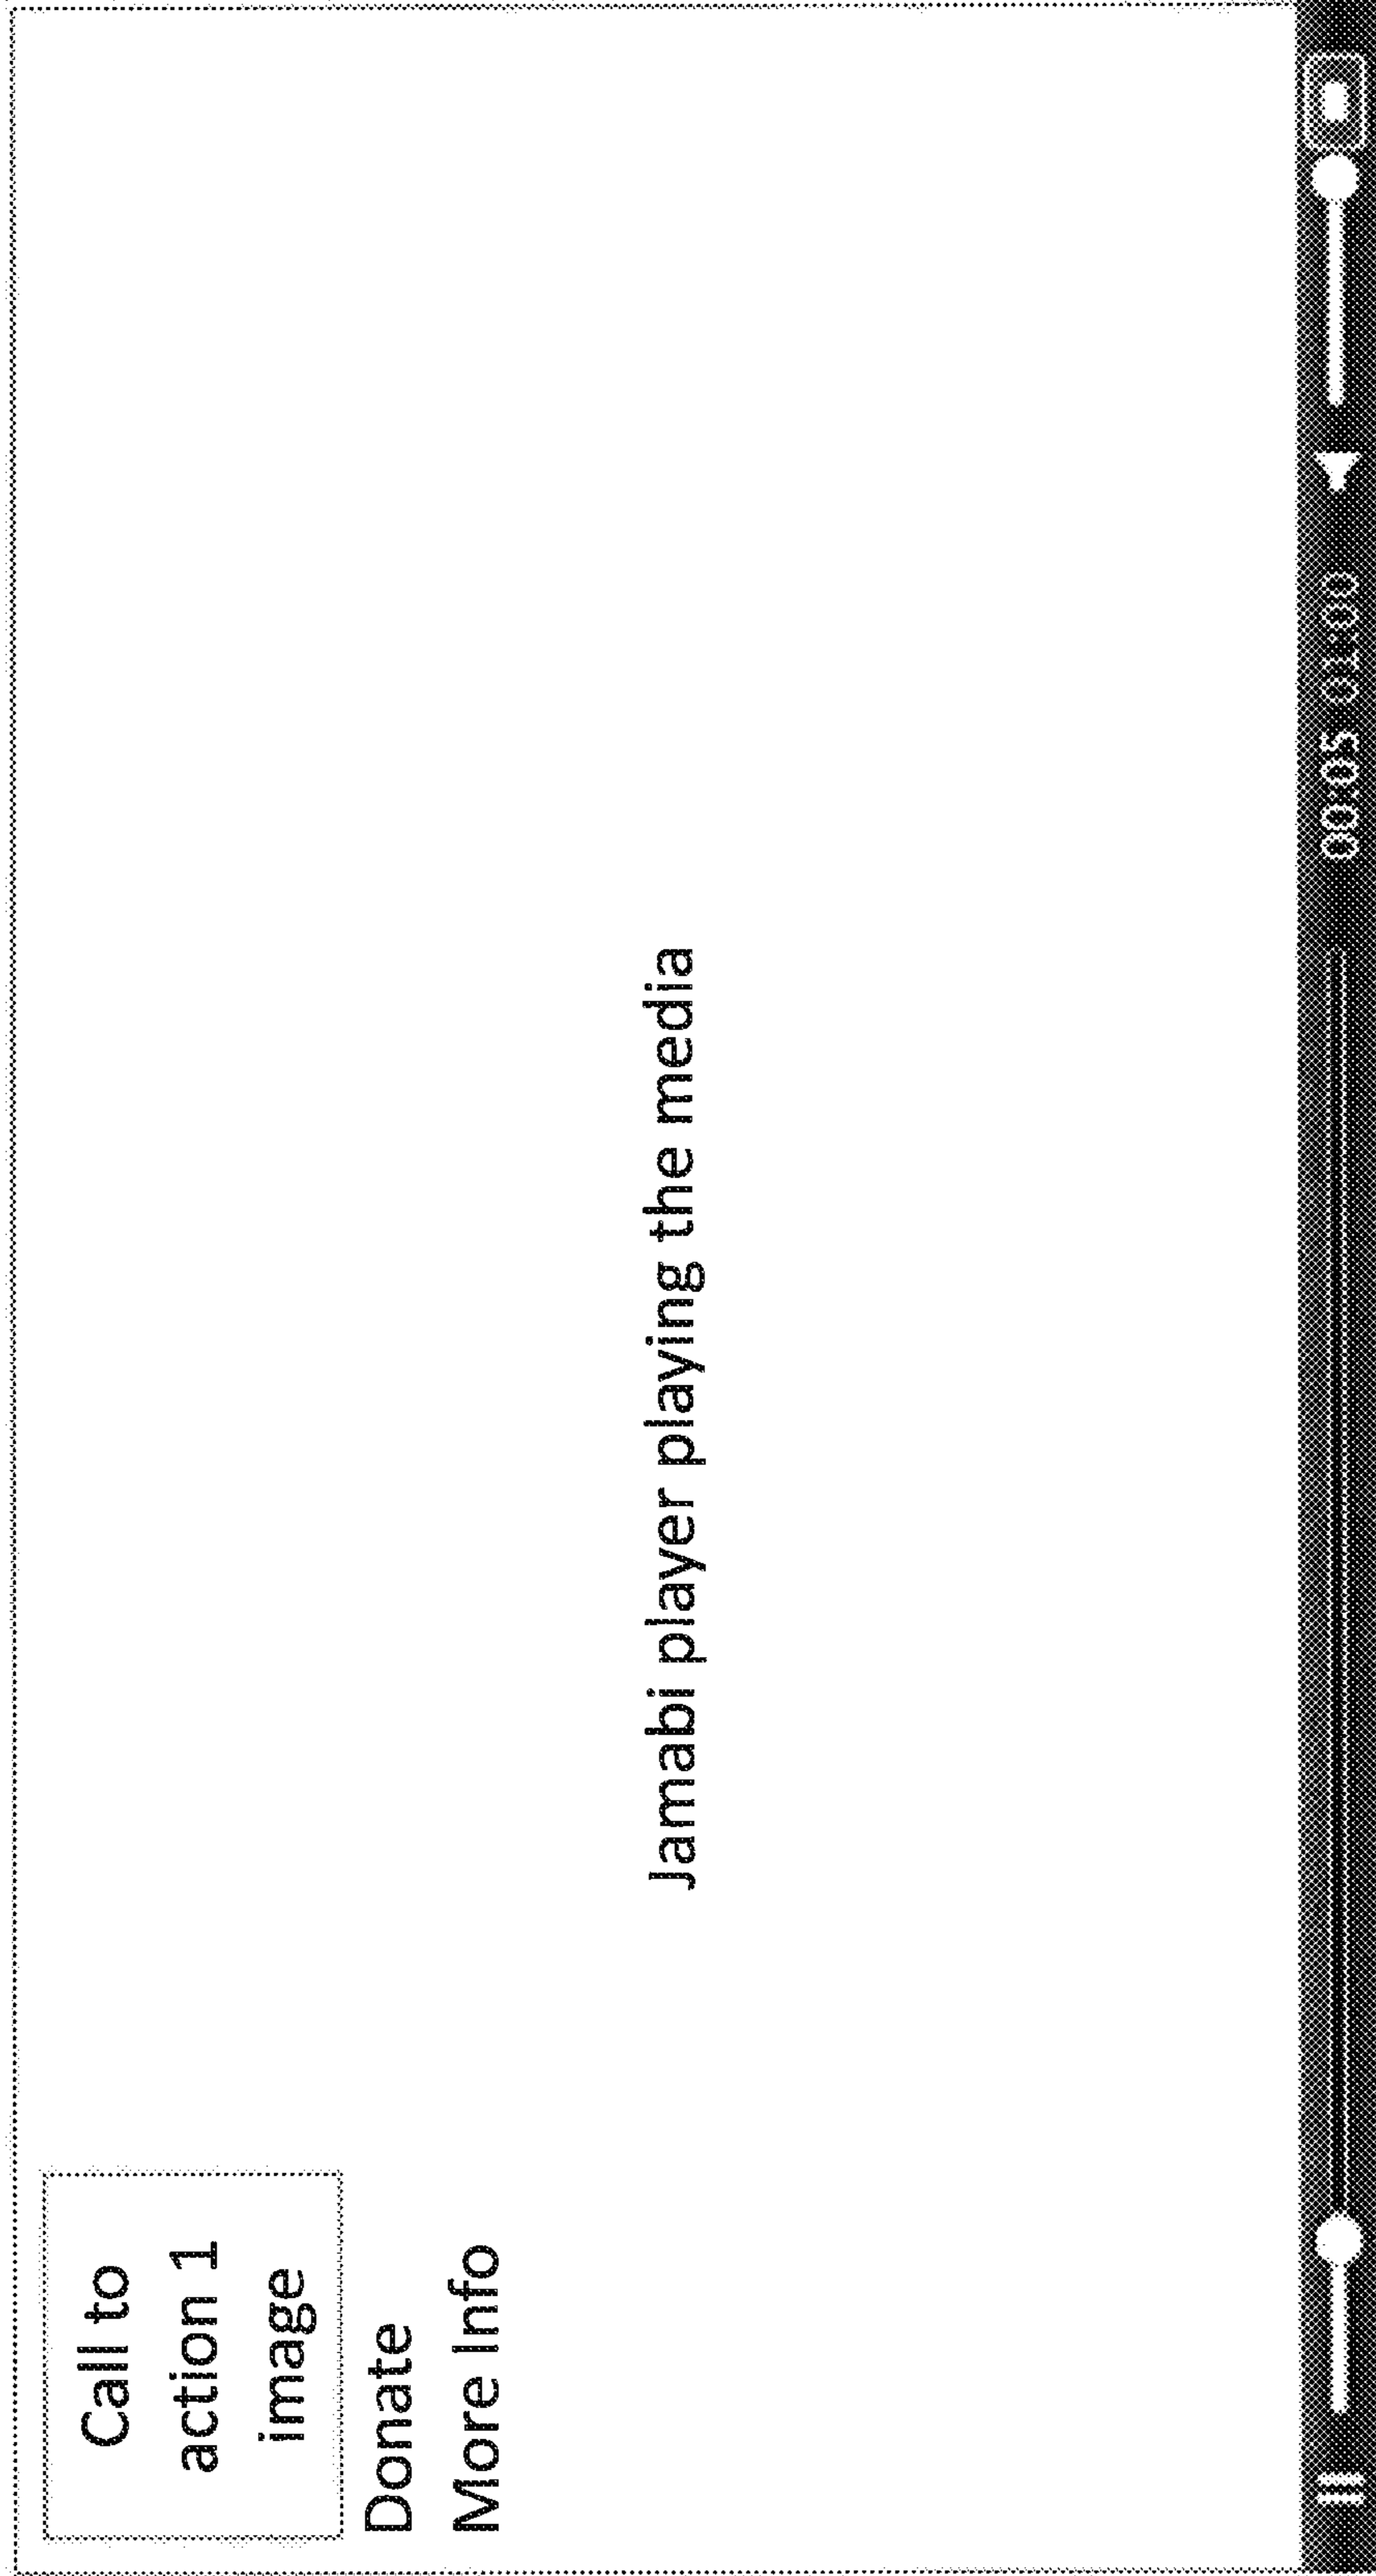 Call to
action 1
image
Donate
More Info
Jamabi player playing the media
00:05 01:00